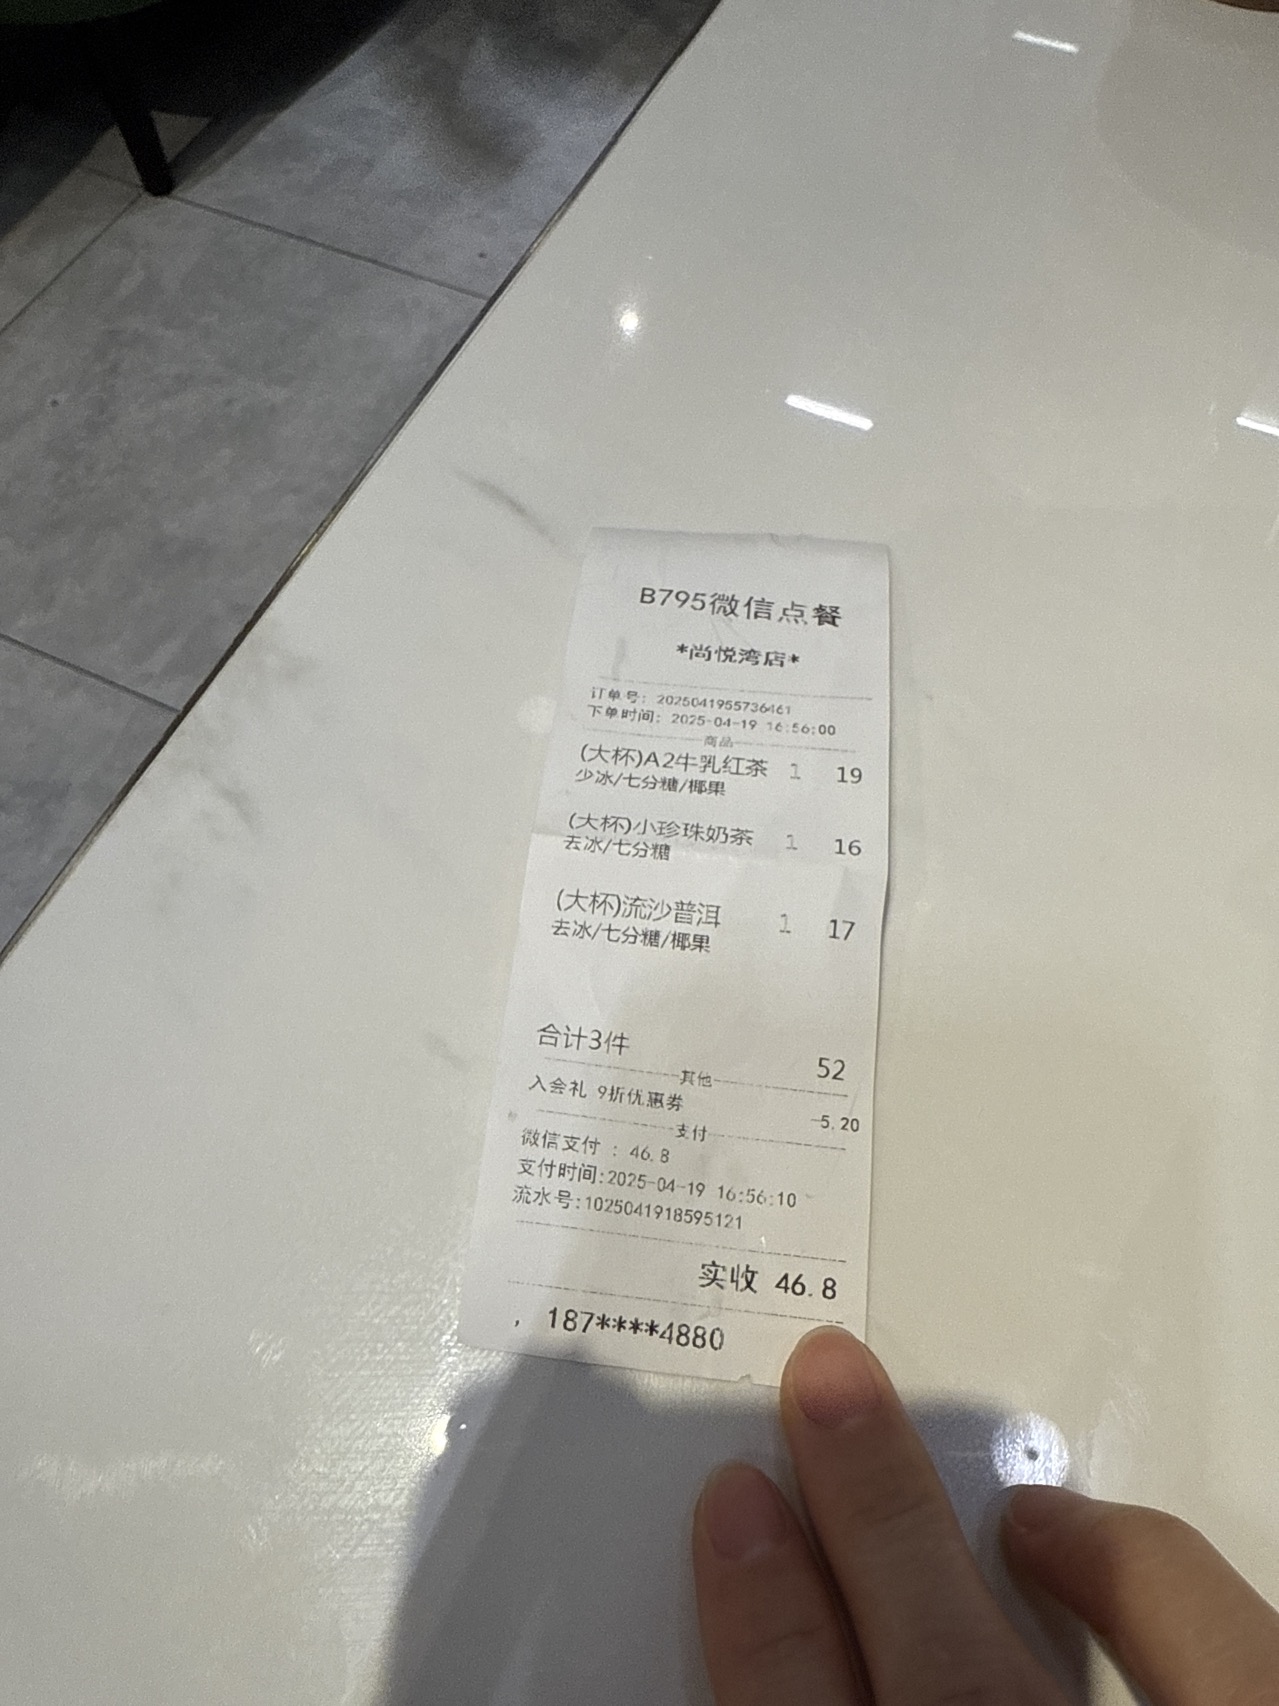 B795微信点餐
*尚悦湾店*
订单号: 2025041955736461
下单时间: 2025-04-19 16:56:00
商品
(大杯)A2牛乳红茶 1 19
少冰/七分糖/椰果
(大杯)小珍珠奶茶 1 16
去冰/七分糖
(大杯)流沙普洱 1 17
去冰/七分糖/椰果
合计3件 52
其他
入会礼 9折优惠券 -5.20
支付
微信支付 : 46.8
支付时间:2025-04-19 16:56:10
流水号:1025041918595121
实收 46.8
, 187****4880